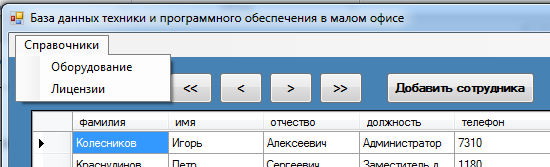 База данных техники и программного обеспечения в малом офисе
Справочники
Оборудование
Лицензии
<< < > >> Добавить сотрудника
фамилия имя отчество должность телефон
Колесников Игорь Алексеевич Администратор 7310
Краснудинов Петр Сергеевич Заместитель д 1180